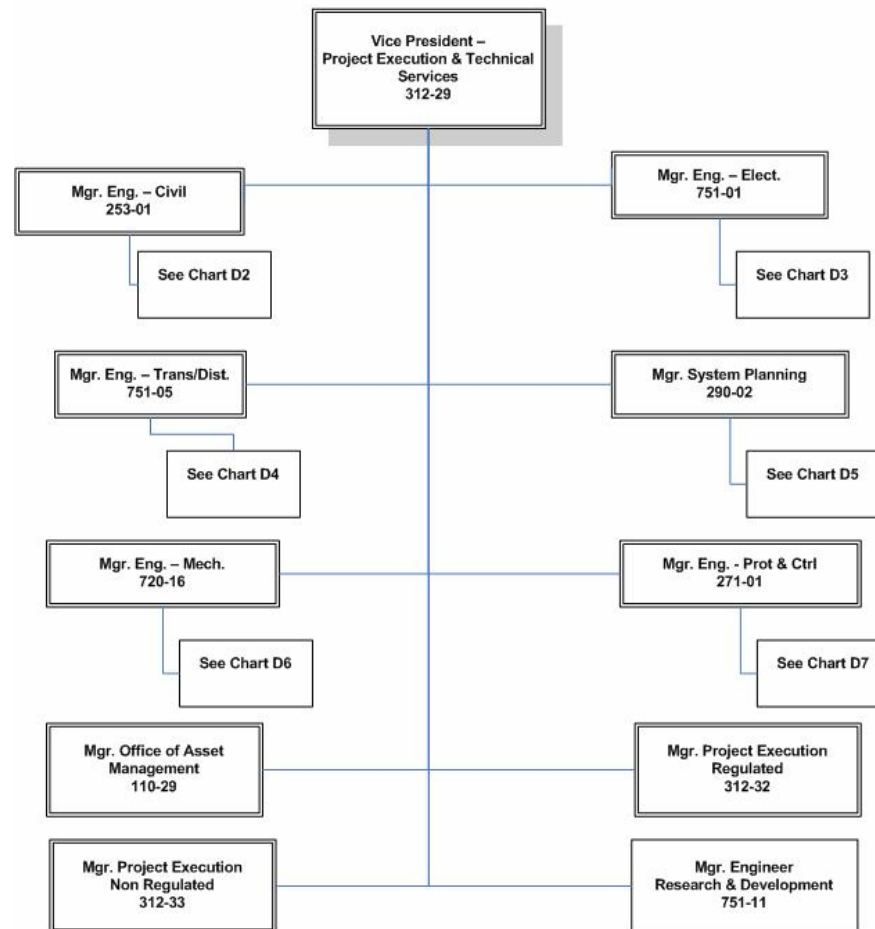 Vice President –
Project Execution & Technical
Services
312-29
Mgr. Eng. – Civil
253-01
Mgr. Eng. – Elect.
751-01
See Chart D2
See Chart D3
Mgr. Eng. – Trans/Dist.
751-05
Mgr. System Planning
290-02
See Chart D4
See Chart D5
Mgr. Eng. – Mech.
720-16
Mgr. Eng. - Prot & Ctrl
271-01
See Chart D6
See Chart D7
Mgr. Office of Asset
Management
110-29
Mgr. Project Execution
Regulated
312-32
Mgr. Project Execution
Non Regulated
312-33
Mgr. Engineer
Research & Development
751-11